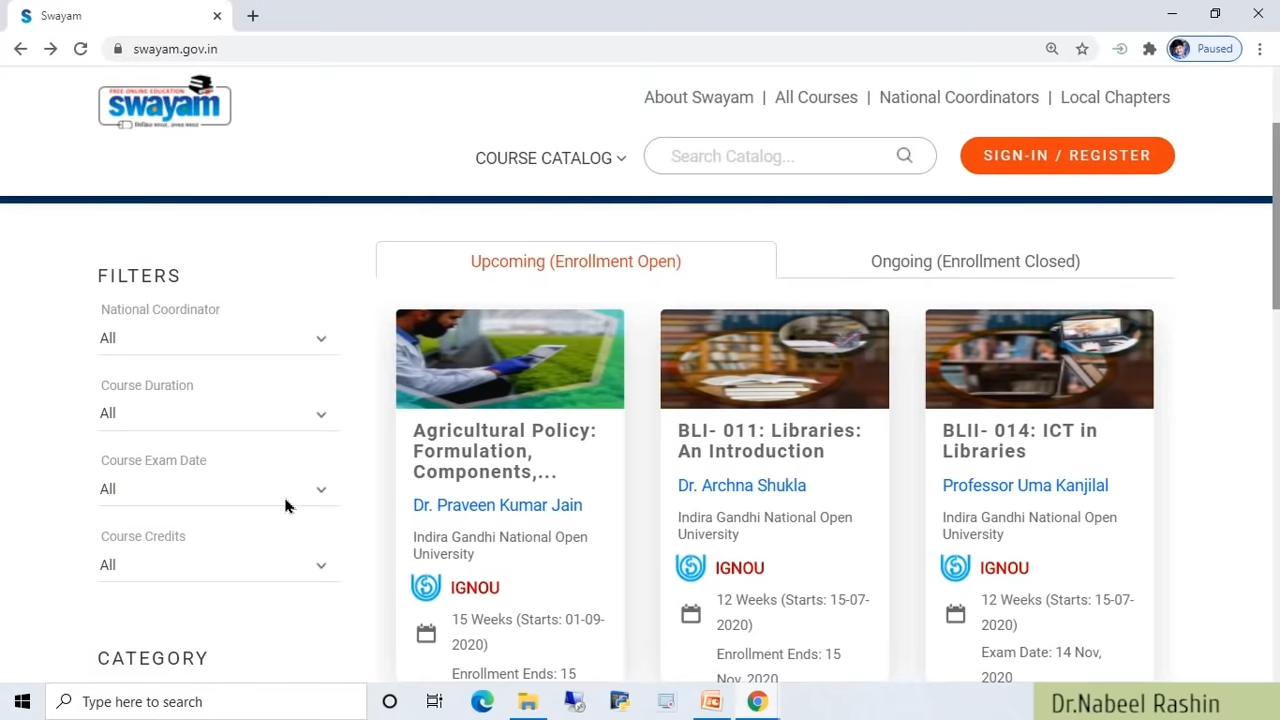 Swayam
swayam.gov.in
Paused
FREE ONLINE EDUCATION
swayam
About Swayam | All Courses | National Coordinators | Local Chapters
COURSE CATALOG
Search Catalog...
SIGN-IN / REGISTER
FILTERS
National Coordinator
All
Course Duration
All
Course Exam Date
All
Course Credits
All
CATEGORY
Upcoming (Enrollment Open)
Ongoing (Enrollment Closed)
Agricultural Policy:
Formulation,
Components,...
Dr. Praveen Kumar Jain
Indira Gandhi National Open
University
IGNOU
15 Weeks (Starts: 01-09-
2020)
Enrollment Ends: 15
BLI- 011: Libraries:
An Introduction
Dr. Archna Shukla
Indira Gandhi National Open
University
IGNOU
12 Weeks (Starts: 15-07-
2020)
Enrollment Ends: 15
Nov, 2020
BLII- 014: ICT in
Libraries
Professor Uma Kanjilal
Indira Gandhi National Open
University
IGNOU
12 Weeks (Starts: 15-07-
2020)
Exam Date: 14 Nov,
2020
Type here to search
Dr.Nabeel Rashin